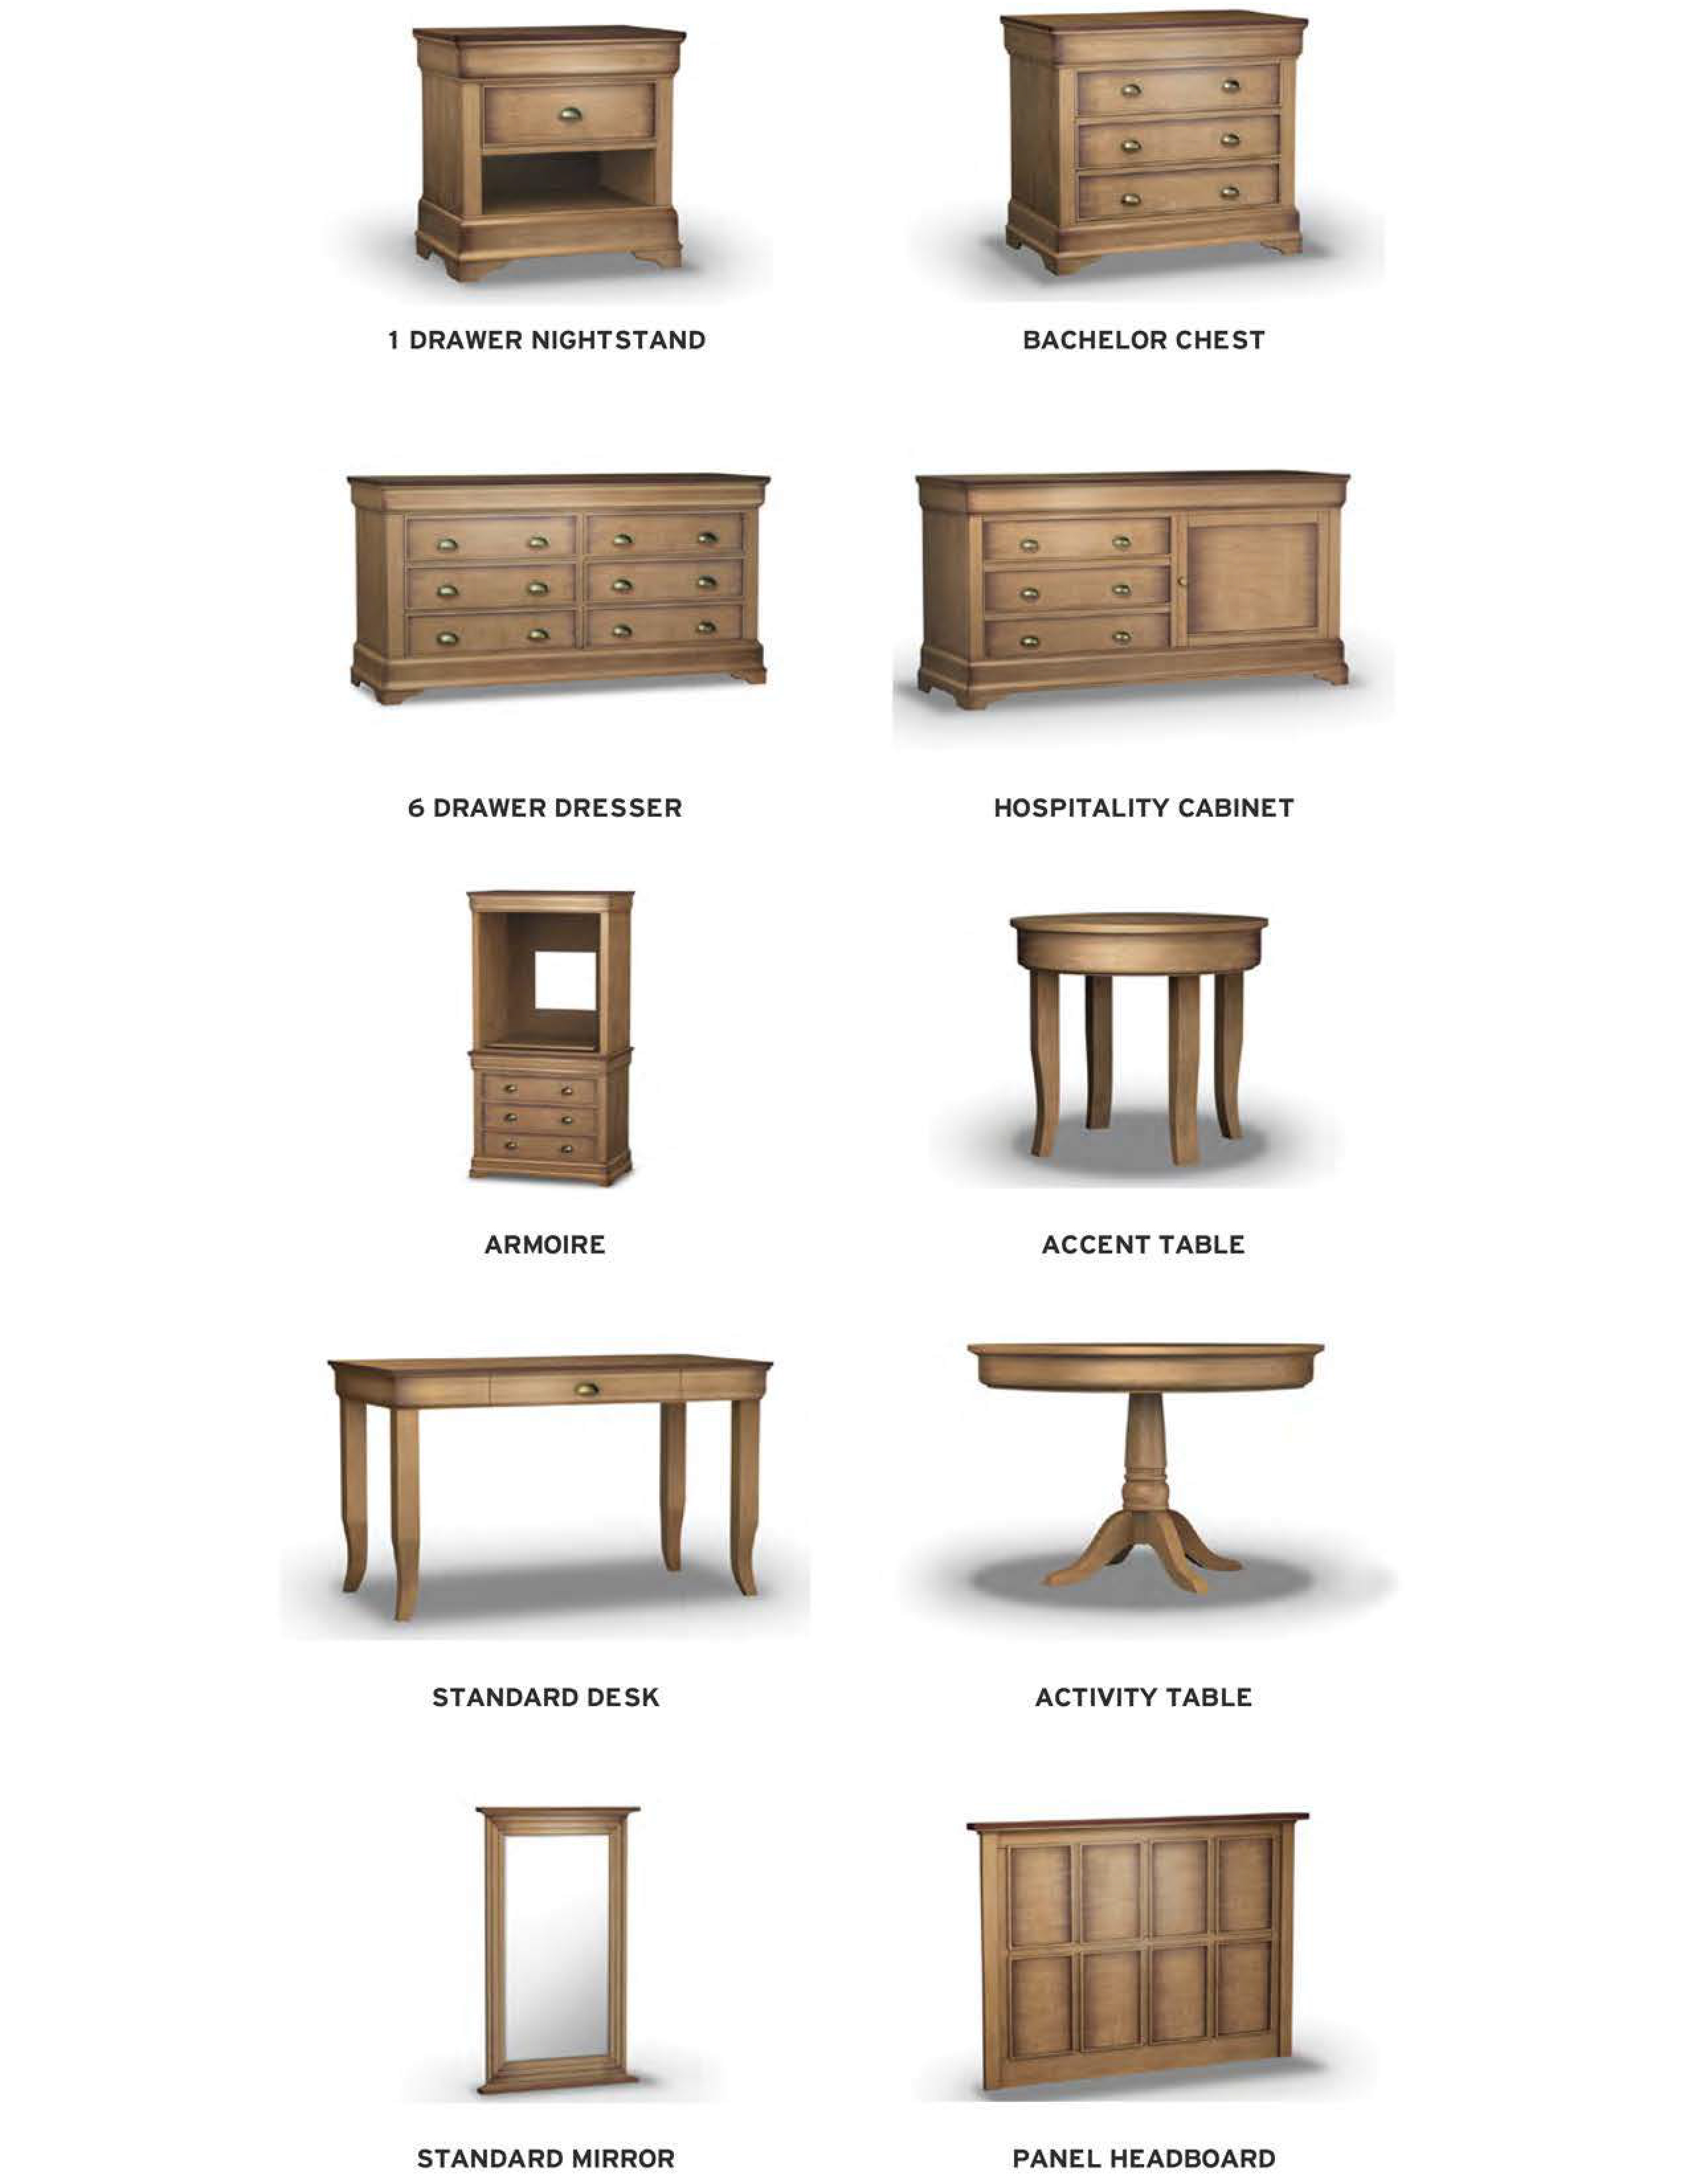 1 DRAWER NIGHTSTAND
BACHELOR CHEST
6 DRAWER DRESSER
HOSPITALITY CABINET
ARMOIRE
ACCENT TABLE
STANDARD DESK
ACTIVITY TABLE
STANDARD MIRROR
PANEL HEADBOARD